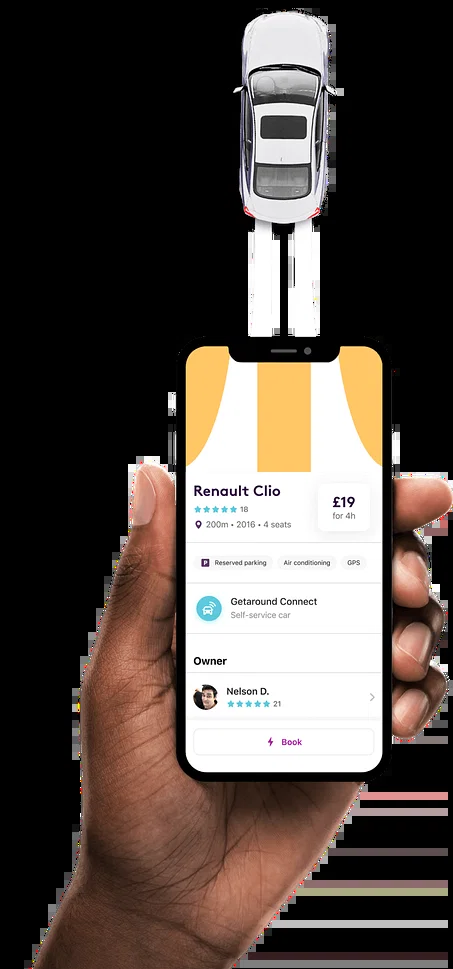 Renault Clio
18
200m • 2016 • 4 seats
£19
for 4h
P Reserved parking
Air conditioning
GPS
Getaround Connect
Self-service car
Owner
Nelson D.
21
Book